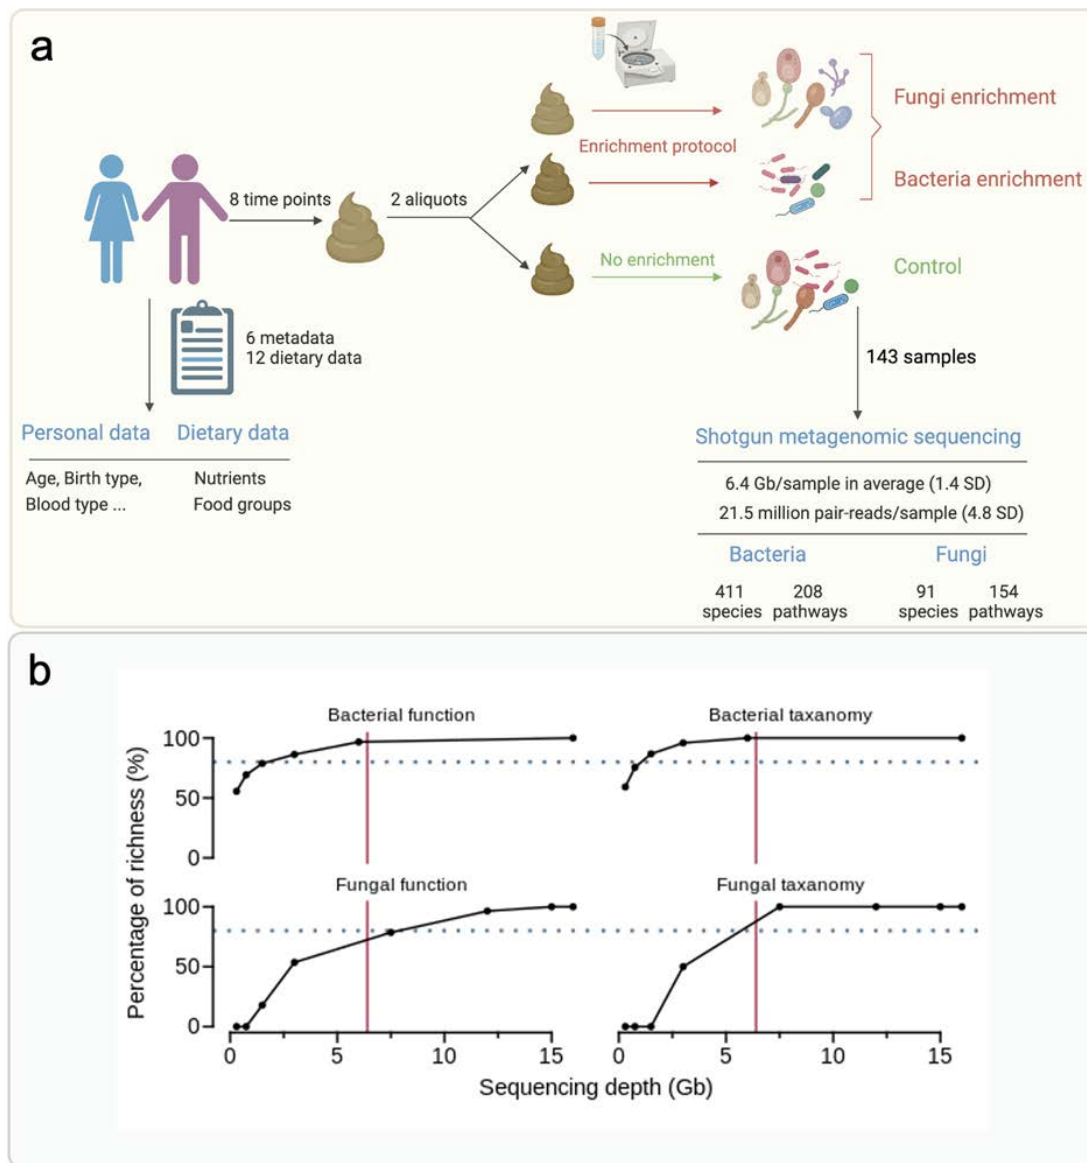 a
Fungi enrichment
Enrichment protocol
Bacteria enrichment
8 time points
2 aliquots
No enrichment
Control
6 metadata
12 dietary data
143 samples
Personal data Dietary data
Age, Birth type, Nutrients
Blood type ... Food groups
Shotgun metagenomic sequencing
6.4 Gb/sample in average (1.4 SD)
21.5 million pair-reads/sample (4.8 SD)
Bacteria Fungi
411 208 91 154
species pathways species pathways
b
Bacterial function Bacterial taxanomy
100
50
0
Fungal function Fungal taxanomy
100
50
0
0 5 10 15 0 5 10 15
Percentage of richness (%)
Sequencing depth (Gb)